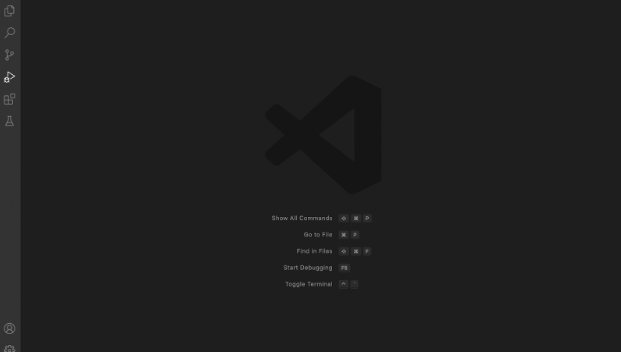 Show All Commands ⇧ ⌘ P
Go to File ⌘ P
Find in Files ⇧ ⌘ F
Start Debugging F5
Toggle Terminal ⌃ `